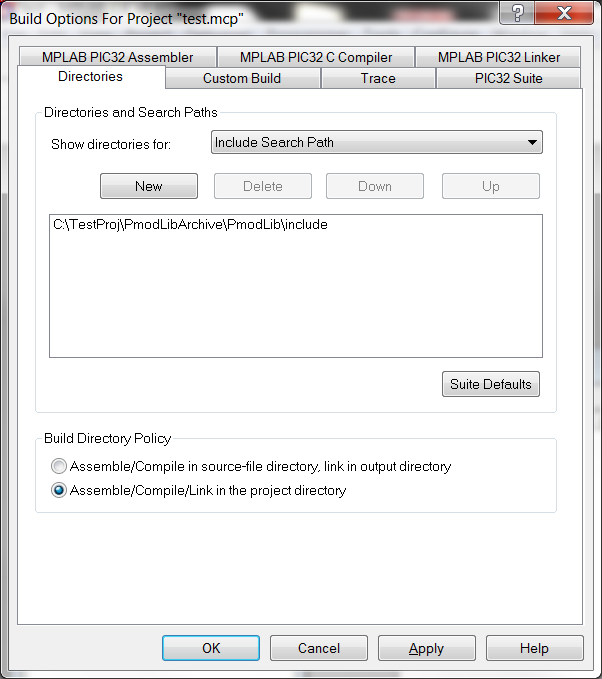 Build Options For Project "test.mcp"
?
X
MPLAB PIC32 Assembler
MPLAB PIC32 C Compiler
MPLAB PIC32 Linker
Directories
Custom Build
Trace
PIC32 Suite
Directories and Search Paths
Show directories for:
Include Search Path
New
Delete
Down
Up
C:\TestProj\PmodLibArchive\PmodLib\include
Suite Defaults
Build Directory Policy
Assemble/Compile in source-file directory, link in output directory
Assemble/Compile/Link in the project directory
OK
Cancel
Apply
Help